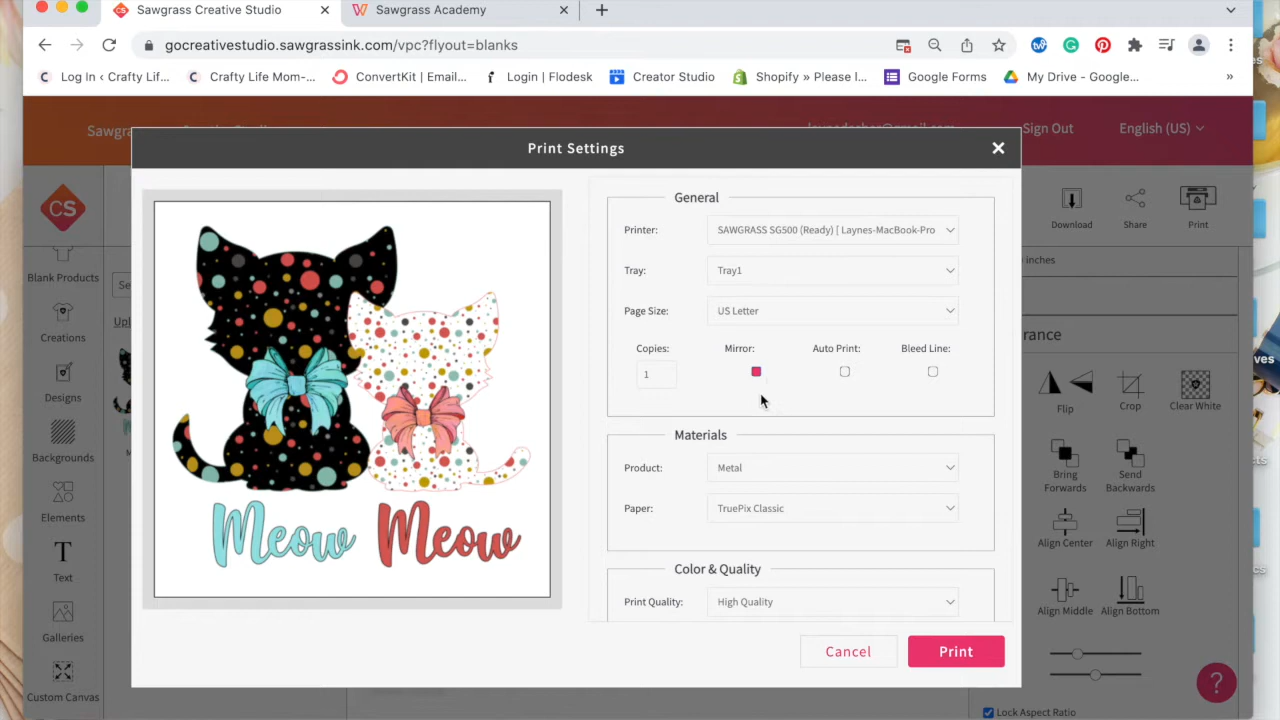 Sawgrass Creative Studio
Sawgrass Academy
gocreativestudio.sawgrassink.com/vpc?flyout=blanks
Log In ‹ Crafty Lif...
Crafty Life Mom-...
ConvertKit | Email...
Login | Flodesk
Creator Studio
Shopify » Please l...
Google Forms
My Drive - Google...
»
Sign Out
English (US)
Print Settings
CS
Blank Products
Creations
Designs
Backgrounds
Elements
T
Text
Galleries
Custom Canvas
Meow Meow
General
Printer: SAWGRASS SG500 (Ready) [ Laynes-MacBook-Pro
Tray: Tray1
Page Size: US Letter
Copies: Mirror: Auto Print: Bleed Line:
1
Materials
Product: Metal
Paper: TruePix Classic
Color & Quality
Print Quality: High Quality
Cancel
Print
Download
Share
Print
inches
Flip
Crop
Clear White
Bring Forwards
Send Backwards
Align Center
Align Right
Align Middle
Align Bottom
?
Lock Aspect Ratio